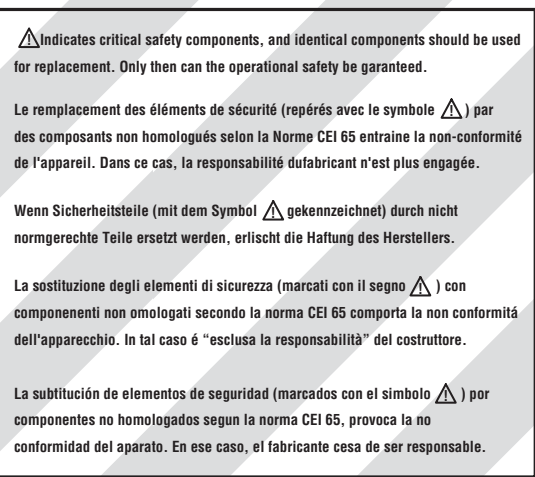 ⚠Indicates critical safety components, and identical components should be used
for replacement. Only then can the operational safety be garanteed.
Le remplacement des éléments de sécurité (repérés avec le symbole ⚠) par
des composants non homologués selon la Norme CEI 65 entraine la non-conformité
de l'appareil. Dans ce cas, la responsabilité dufabricant n'est plus engagée.
Wenn Sicherheitsteile (mit dem Symbol ⚠ gekennzeichnet) durch nicht
normgerechte Teile ersetzt werden, erlischt die Haftung des Herstellers.
La sostituzione degli elementi di sicurezza (marcati con il segno ⚠ ) con
componenenti non omologati secondo la norma CEI 65 comporta la non conformitá
dell'apparecchio. In tal caso é “esclusa la responsabilità” del costruttore.
La subtitución de elementos de seguridad (marcados con el simbolo ⚠ ) por
componentes no homologados segun la norma CEI 65, provoca la no
conformidad del aparato. En ese caso, el fabricante cesa de ser responsable.